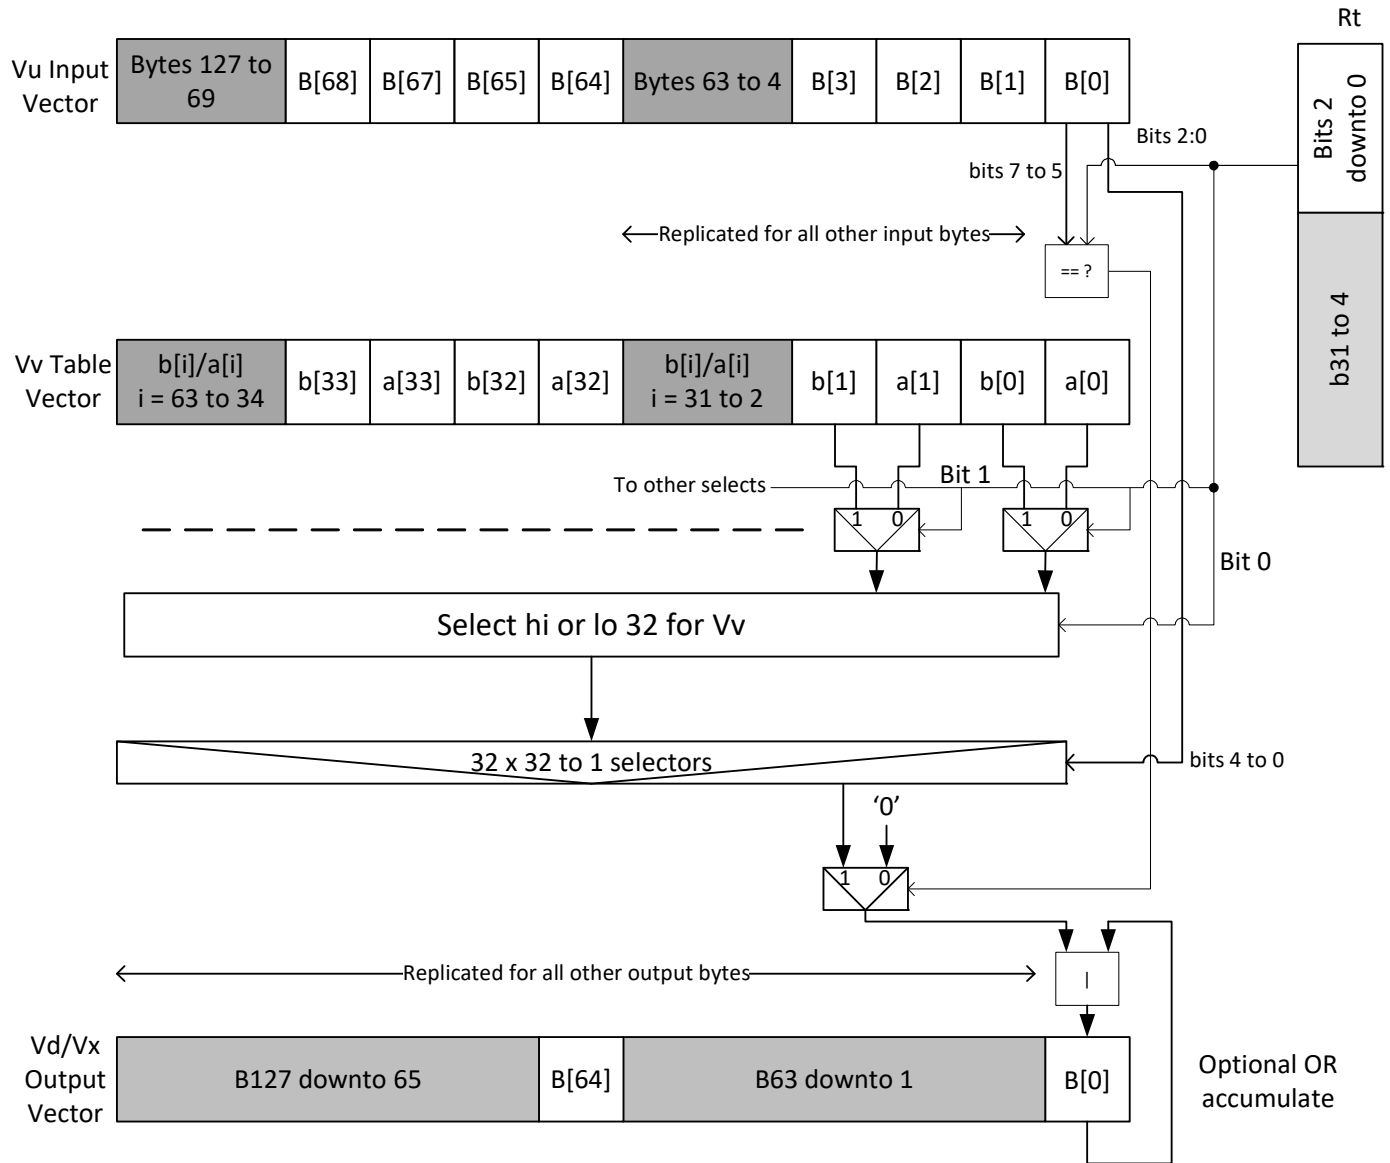 Rt
Vu Input
Vector
Bytes 127 to
69
B[68]
B[67]
B[65]
B[64]
Bytes 63 to 4
B[3]
B[2]
B[1]
B[0]
Bits 2
downto 0
Bits 2:0
bits 7 to 5
Replicated for all other input bytes
== ?
b31 to 4
Vv Table
Vector
b[i]/a[i]
i = 63 to 34
b[33]
a[33]
b[32]
a[32]
b[i]/a[i]
i = 31 to 2
b[1]
a[1]
b[0]
a[0]
To other selects
Bit 1
1 0
1 0
Bit 0
Select hi or lo 32 for Vv
32 x 32 to 1 selectors
bits 4 to 0
‘0’
1 0
Replicated for all other output bytes
|
Vd/Vx
Output
Vector
B127 downto 65
B[64]
B63 downto 1
B[0]
Optional OR
accumulate